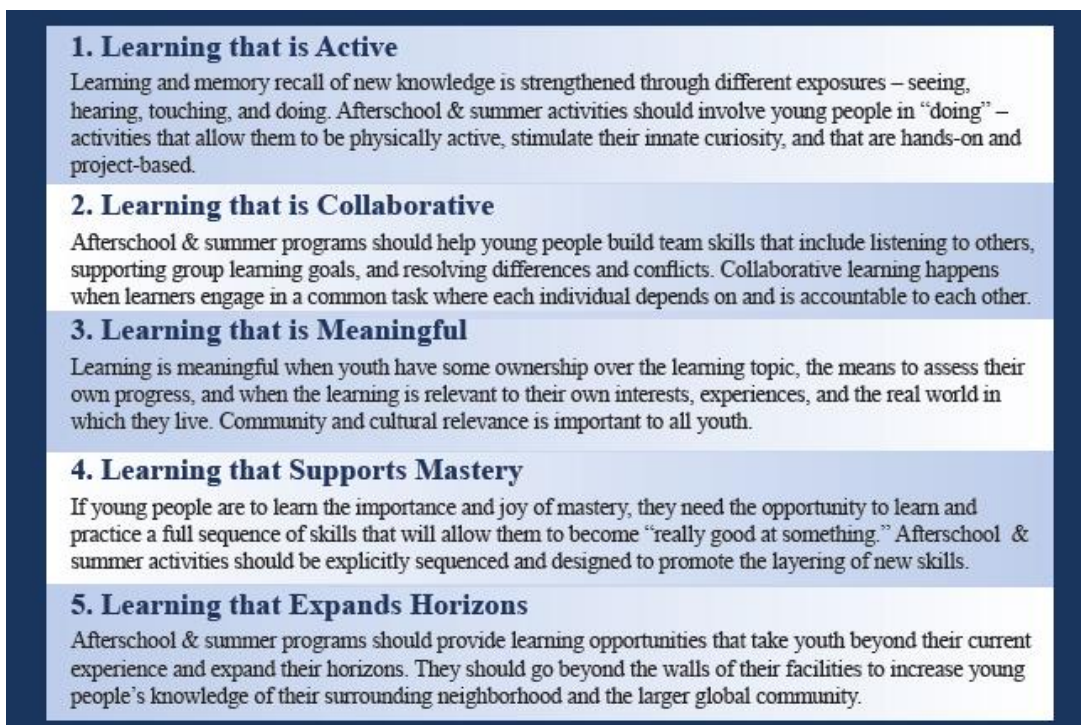 1. Learning that is Active
Learning and memory recall of new knowledge is strengthened through different exposures – seeing,
hearing, touching, and doing. Afterschool & summer activities should involve young people in “doing” –
activities that allow them to be physically active, stimulate their innate curiosity, and that are hands-on and
project-based.
2. Learning that is Collaborative
Afterschool & summer programs should help young people build team skills that include listening to others,
supporting group learning goals, and resolving differences and conflicts. Collaborative learning happens
when learners engage in a common task where each individual depends on and is accountable to each other.
3. Learning that is Meaningful
Learning is meaningful when youth have some ownership over the learning topic, the means to assess their
own progress, and when the learning is relevant to their own interests, experiences, and the real world in
which they live. Community and cultural relevance is important to all youth.
4. Learning that Supports Mastery
If young people are to learn the importance and joy of mastery, they need the opportunity to learn and
practice a full sequence of skills that will allow them to become “really good at something.” Afterschool &
summer activities should be explicitly sequenced and designed to promote the layering of new skills.
5. Learning that Expands Horizons
Afterschool & summer programs should provide learning opportunities that take youth beyond their current
experience and expand their horizons. They should go beyond the walls of their facilities to increase young
people’s knowledge of their surrounding neighborhood and the larger global community.